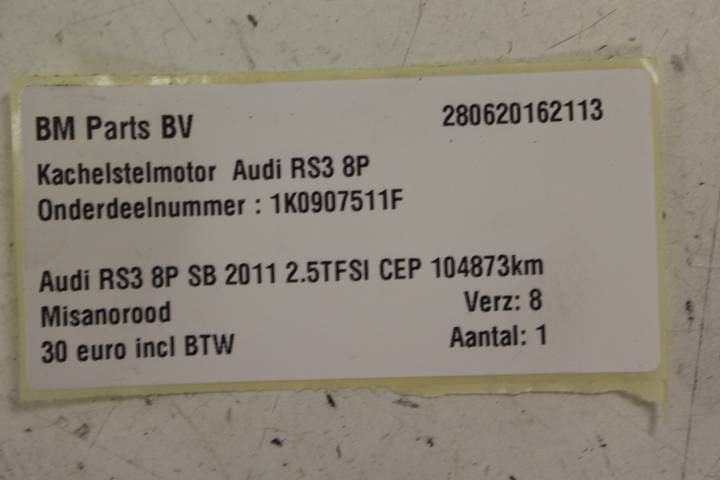 BM Parts BV 280620162113
Kachelstelmotor Audi RS3 8P
Onderdeelnummer : 1K0907511F
Audi RS3 8P SB 2011 2.5TFSI CEP 104873km
Misanorood Verz: 8
30 euro incl BTW Aantal: 1